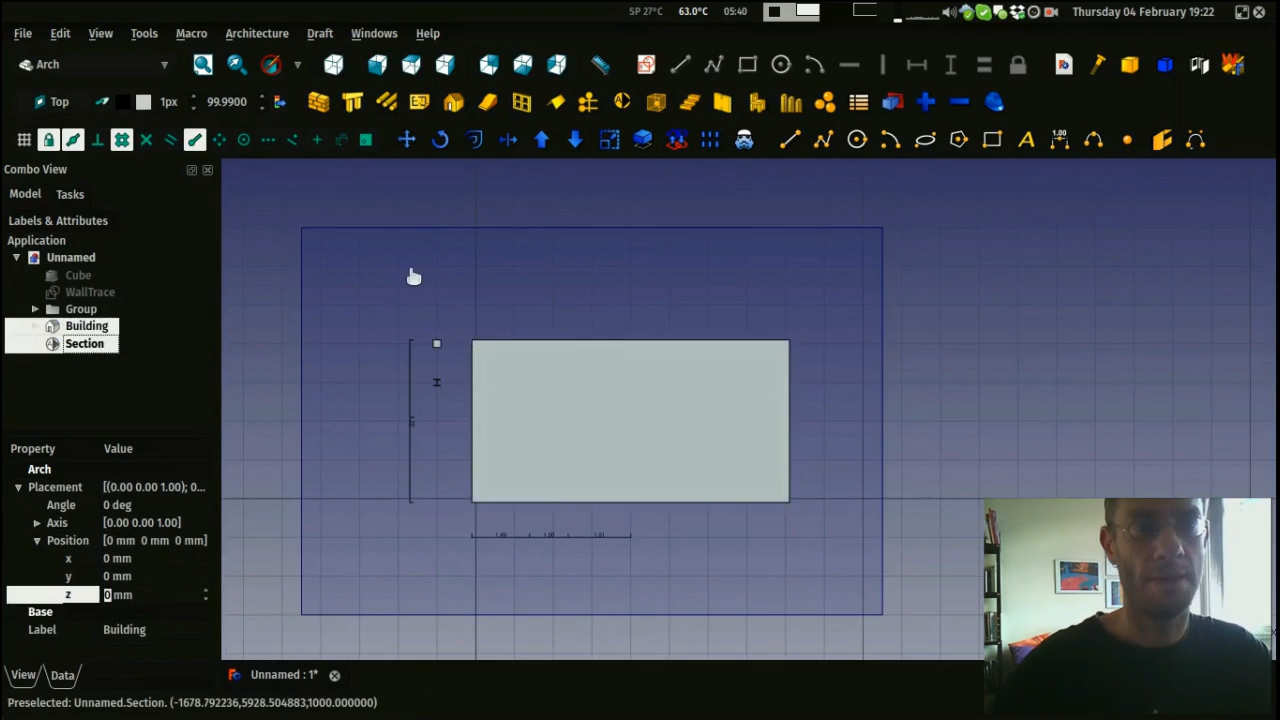 SP 27°C 63.0°C 05:40 Thursday 04 February 19:22
File Edit View Tools Macro Architecture Draft Windows Help
Arch
Top 1px 99.9900
1.00
Combo View
Model Tasks
Labels & Attributes
Application
Unnamed
Cube
WallTrace
Group
Building
Section
Property Value
Arch
Placement [(0.00 0.00 1.00); 0...
Angle 0 deg
Axis [0.00 0.00 1.00]
Position [0 mm 0 mm 0 mm]
x 0 mm
y 0 mm
z 0 mm
Base
Label Building
View Data
Unnamed : 1*
Preselected: Unnamed.Section. (-1678.792236,5928.504883,1000.000000)